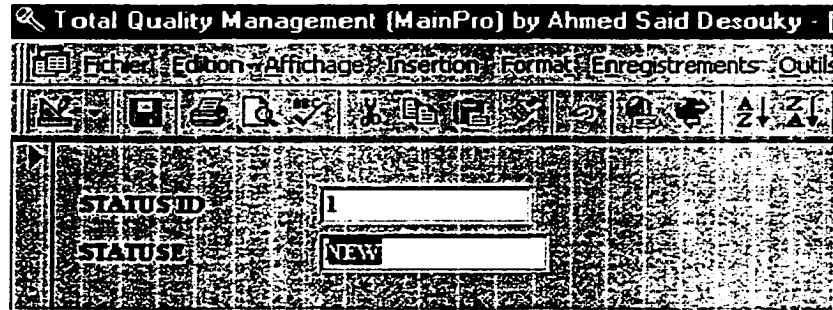 Total Quality Management (MainPro) by Ahmed Said Desouky -
Fichier Edition Affichage Insertion Format Enregistrements Outils
STATUS ID 1
STATUSE NEW